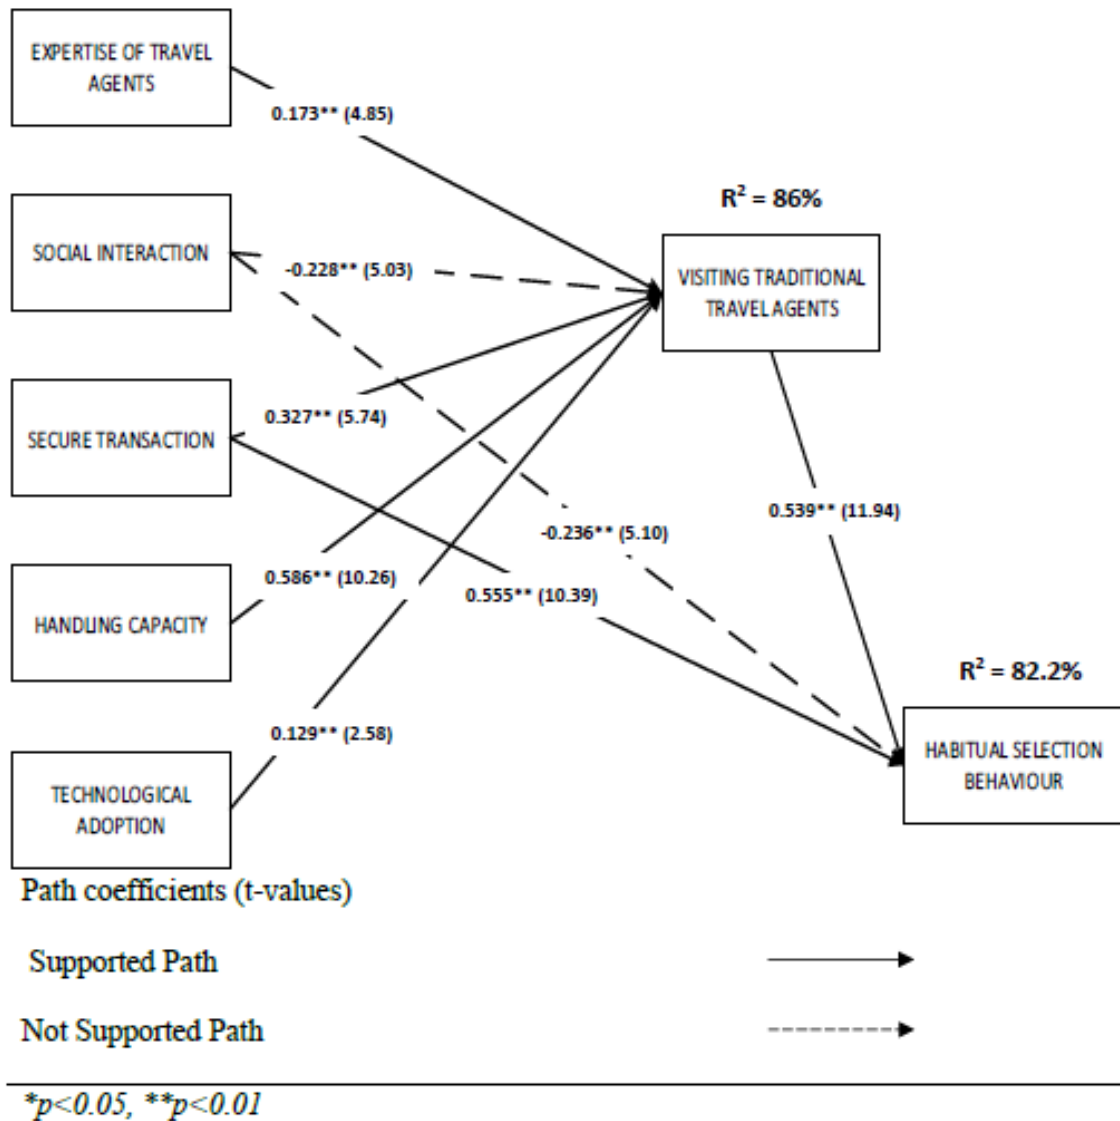 EXPERTISE OF TRAVEL
AGENTS
0.173** (4.85)
R² = 86%
SOCIAL INTERACTION
-0.228** (5.03)
VISITING TRADITIONAL
TRAVEL AGENTS
SECURE TRANSACTION
0.327** (5.74)
0.539** (11.94)
-0.236** (5.10)
0.586** (10.26)
0.555** (10.39)
HANDLING CAPACITY
R² = 82.2%
0.129** (2.58)
HABITUAL SELECTION
BEHAVIOUR
TECHNOLOGICAL
ADOPTION
Path coefficients (t-values)
Supported Path
Not Supported Path
*p<0.05, **p<0.01